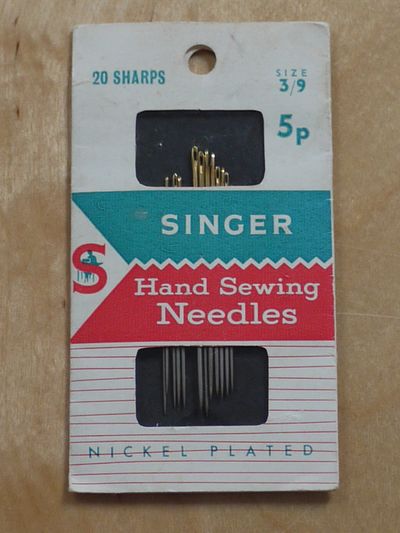 20 SHARPS
SIZE
3/9
5p
SINGER
S
Hand Sewing
Needles
NICKEL PLATED